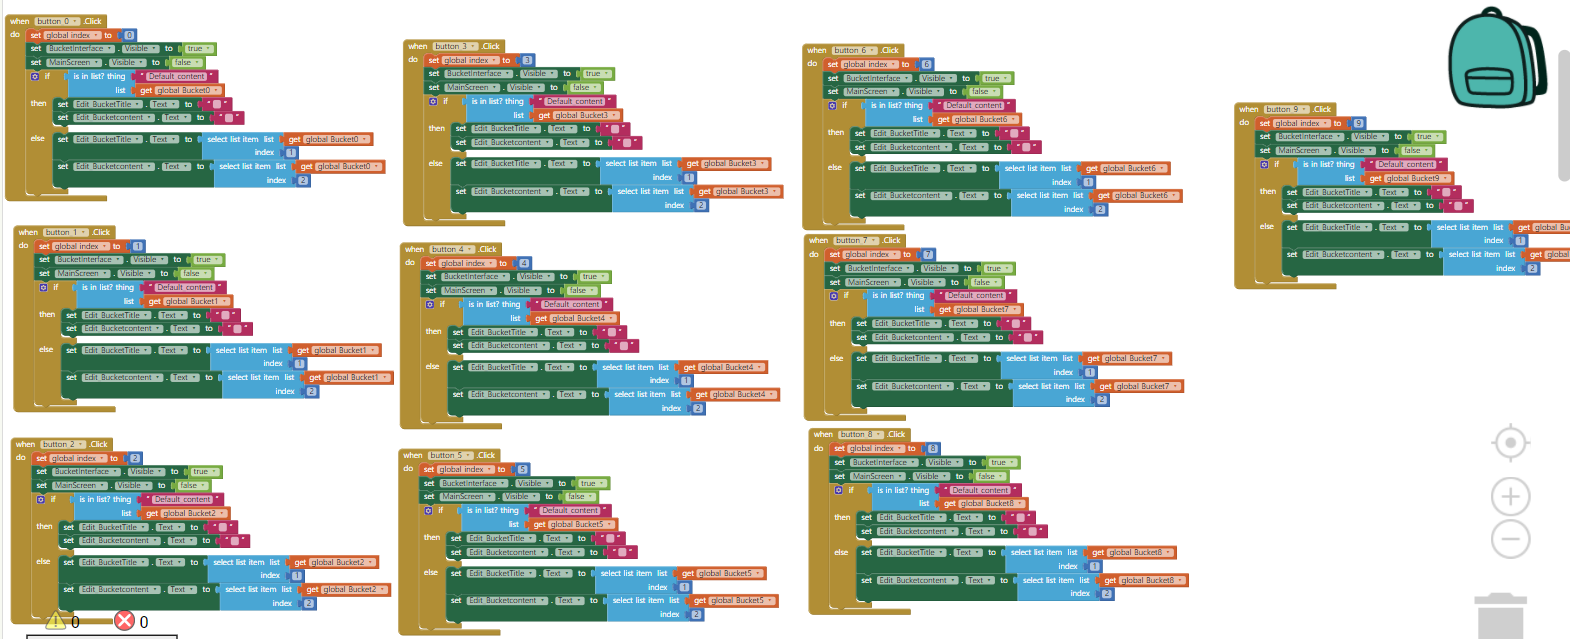 when button 0 .Click
do set global index to 0
set BucketInterface . Visible to true
set MainScreen . Visible to false
if is in list? thing " Default content "
list get global Bucket0
then set Edit BucketTitle . Text to " "
set Edit Bucketcontent . Text to " "
else set Edit BucketTitle . Text to select list item list get global Bucket0
index 1
set Edit Bucketcontent . Text to select list item list get global Bucket0
index 2
when button 1 .Click
do set global index to 1
set BucketInterface . Visible to true
set MainScreen . Visible to false
if is in list? thing " Default content "
list get global Bucket1
then set Edit BucketTitle . Text to " "
set Edit Bucketcontent . Text to " "
else set Edit BucketTitle . Text to select list item list get global Bucket1
index 1
set Edit Bucketcontent . Text to select list item list get global Bucket1
index 2
when button 2 .Click
do set global index to 2
set BucketInterface . Visible to true
set MainScreen . Visible to false
if is in list? thing " Default content "
list get global Bucket2
then set Edit BucketTitle . Text to " "
set Edit Bucketcontent . Text to " "
else set Edit BucketTitle . Text to select list item list get global Bucket2
index 1
set Edit Bucketcontent . Text to select list item list get global Bucket2
index 2
0 0
when button 3 .Click
do set global index to 3
set BucketInterface . Visible to true
set MainScreen . Visible to false
if is in list? thing " Default content "
list get global Bucket3
then set Edit BucketTitle . Text to " "
set Edit Bucketcontent . Text to " "
else set Edit BucketTitle . Text to select list item list get global Bucket3
index 1
set Edit Bucketcontent . Text to select list item list get global Bucket3
index 2
when button 4 .Click
do set global index to 4
set BucketInterface . Visible to true
set MainScreen . Visible to false
if is in list? thing " Default content "
list get global Bucket4
then set Edit BucketTitle . Text to " "
set Edit Bucketcontent . Text to " "
else set Edit BucketTitle . Text to select list item list get global Bucket4
index 1
set Edit Bucketcontent . Text to select list item list get global Bucket4
index 2
when button 5 .Click
do set global index to 5
set BucketInterface . Visible to true
set MainScreen . Visible to false
if is in list? thing " Default content "
list get global Bucket5
then set Edit BucketTitle . Text to " "
set Edit Bucketcontent . Text to " "
else set Edit BucketTitle . Text to select list item list get global Bucket5
index 1
set Edit Bucketcontent . Text to select list item list get global Bucket5
index 2
when button 6 .Click
do set global index to 6
set BucketInterface . Visible to true
set MainScreen . Visible to false
if is in list? thing " Default content "
list get global Bucket6
then set Edit BucketTitle . Text to " "
set Edit Bucketcontent . Text to " "
else set Edit BucketTitle . Text to select list item list get global Bucket6
index 1
set Edit Bucketcontent . Text to select list item list get global Bucket6
index 2
when button 7 .Click
do set global index to 7
set BucketInterface . Visible to true
set MainScreen . Visible to false
if is in list? thing " Default content "
list get global Bucket7
then set Edit BucketTitle . Text to " "
set Edit Bucketcontent . Text to " "
else set Edit BucketTitle . Text to select list item list get global Bucket7
index 1
set Edit Bucketcontent . Text to select list item list get global Bucket7
index 2
when button 8 .Click
do set global index to 8
set BucketInterface . Visible to true
set MainScreen . Visible to false
if is in list? thing " Default content "
list get global Bucket8
then set Edit BucketTitle . Text to " "
set Edit Bucketcontent . Text to " "
else set Edit BucketTitle . Text to select list item list get global Bucket8
index 1
set Edit Bucketcontent . Text to select list item list get global Bucket8
index 2
when button 9 .Click
do set global index to 9
set BucketInterface . Visible to true
set MainScreen . Visible to false
if is in list? thing " Default content "
list get global Bucket9
then set Edit BucketTitle . Text to " "
set Edit Bucketcontent . Text to " "
else set Edit BucketTitle . Text to select list item list get global
index 1
set Edit Bucketcontent . Text to select list item list get
index 2